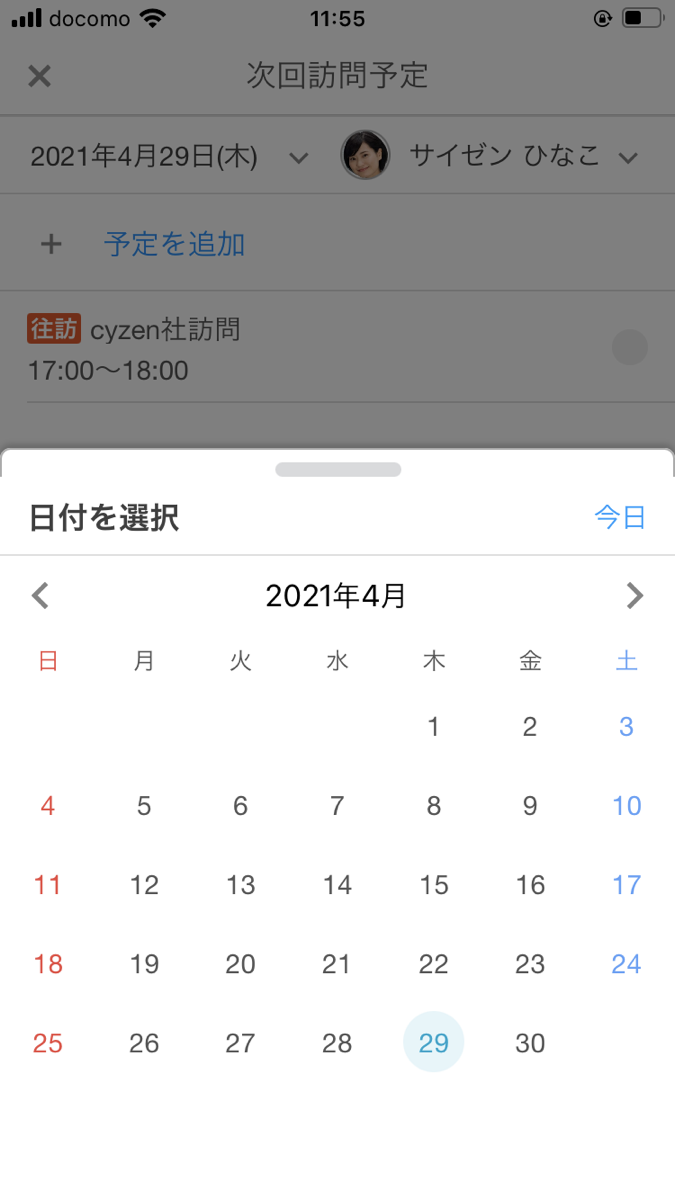 docomo 11:55
次回訪問予定
2021年4月29日(木) サイゼン ひなこ
+ 予定を追加
往訪 cyzen社訪問
17:00〜18:00
日付を選択 今日
2021年4月
日 月 火 水 木 金 土
1 2 3
4 5 6 7 8 9 10
11 12 13 14 15 16 17
18 19 20 21 22 23 24
25 26 27 28 29 30